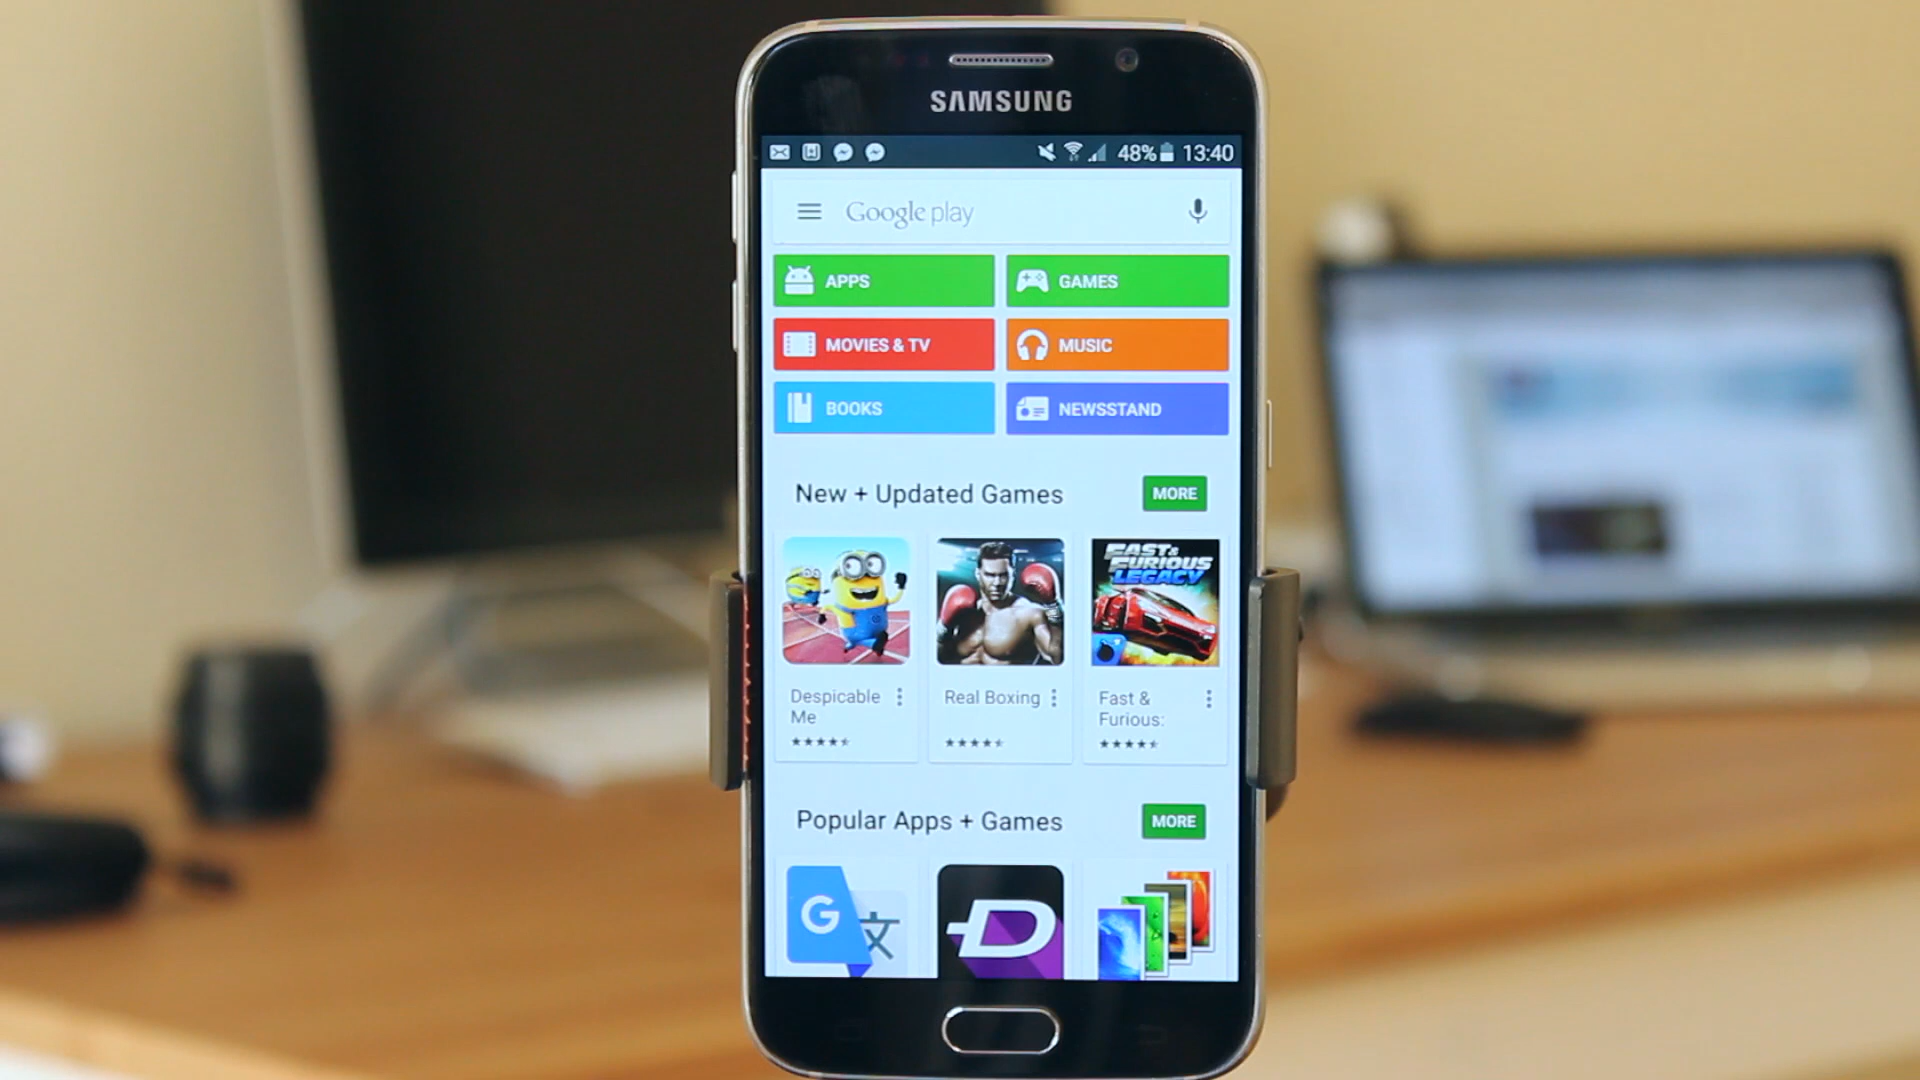 SAMSUNG
48% 13:40
Google play
APPS
GAMES
MOVIES & TV
MUSIC
BOOKS
NEWSSTAND
New + Updated Games
MORE
FAST &
FURIOUS
LEGACY
Despicable
Me
Real Boxing
Fast &
Furious:
Popular Apps + Games
MORE
G
文